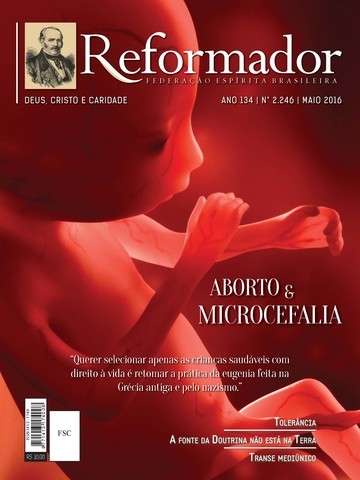 Reformador
FEDERAÇÃO ESPÍRITA BRASILEIRA
DEUS, CRISTO E CARIDADE
ANO 134 | Nº 2.246 | MAIO 2016
ABORTO &
MICROCEFALIA
“Querer selecionar apenas as crianças saudáveis com
direito à vida é retomar a prática da eugenia feita na
Grécia antiga e pelo nazismo.”
TOLERÂNCIA
A FONTE DA DOUTRINA NÃO ESTÁ NA TERRA
TRANSE MEDIÚNICO
FSC
R$ 10,00